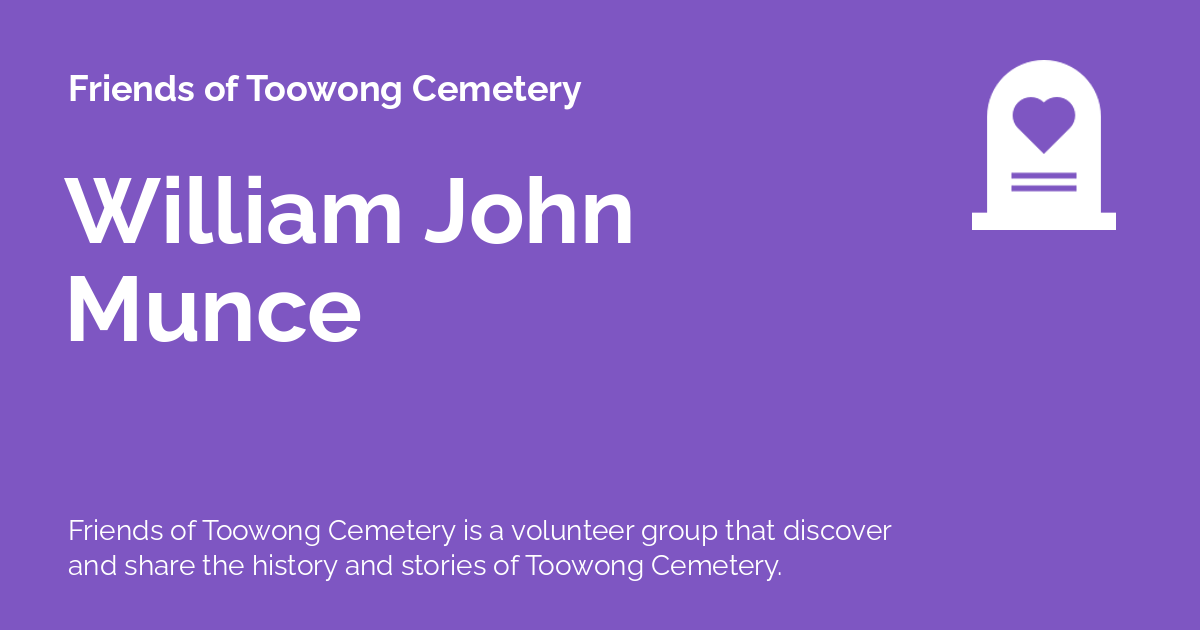 Friends of Toowong Cemetery
William John
Munce
Friends of Toowong Cemetery is a volunteer group that discover
and share the history and stories of Toowong Cemetery.